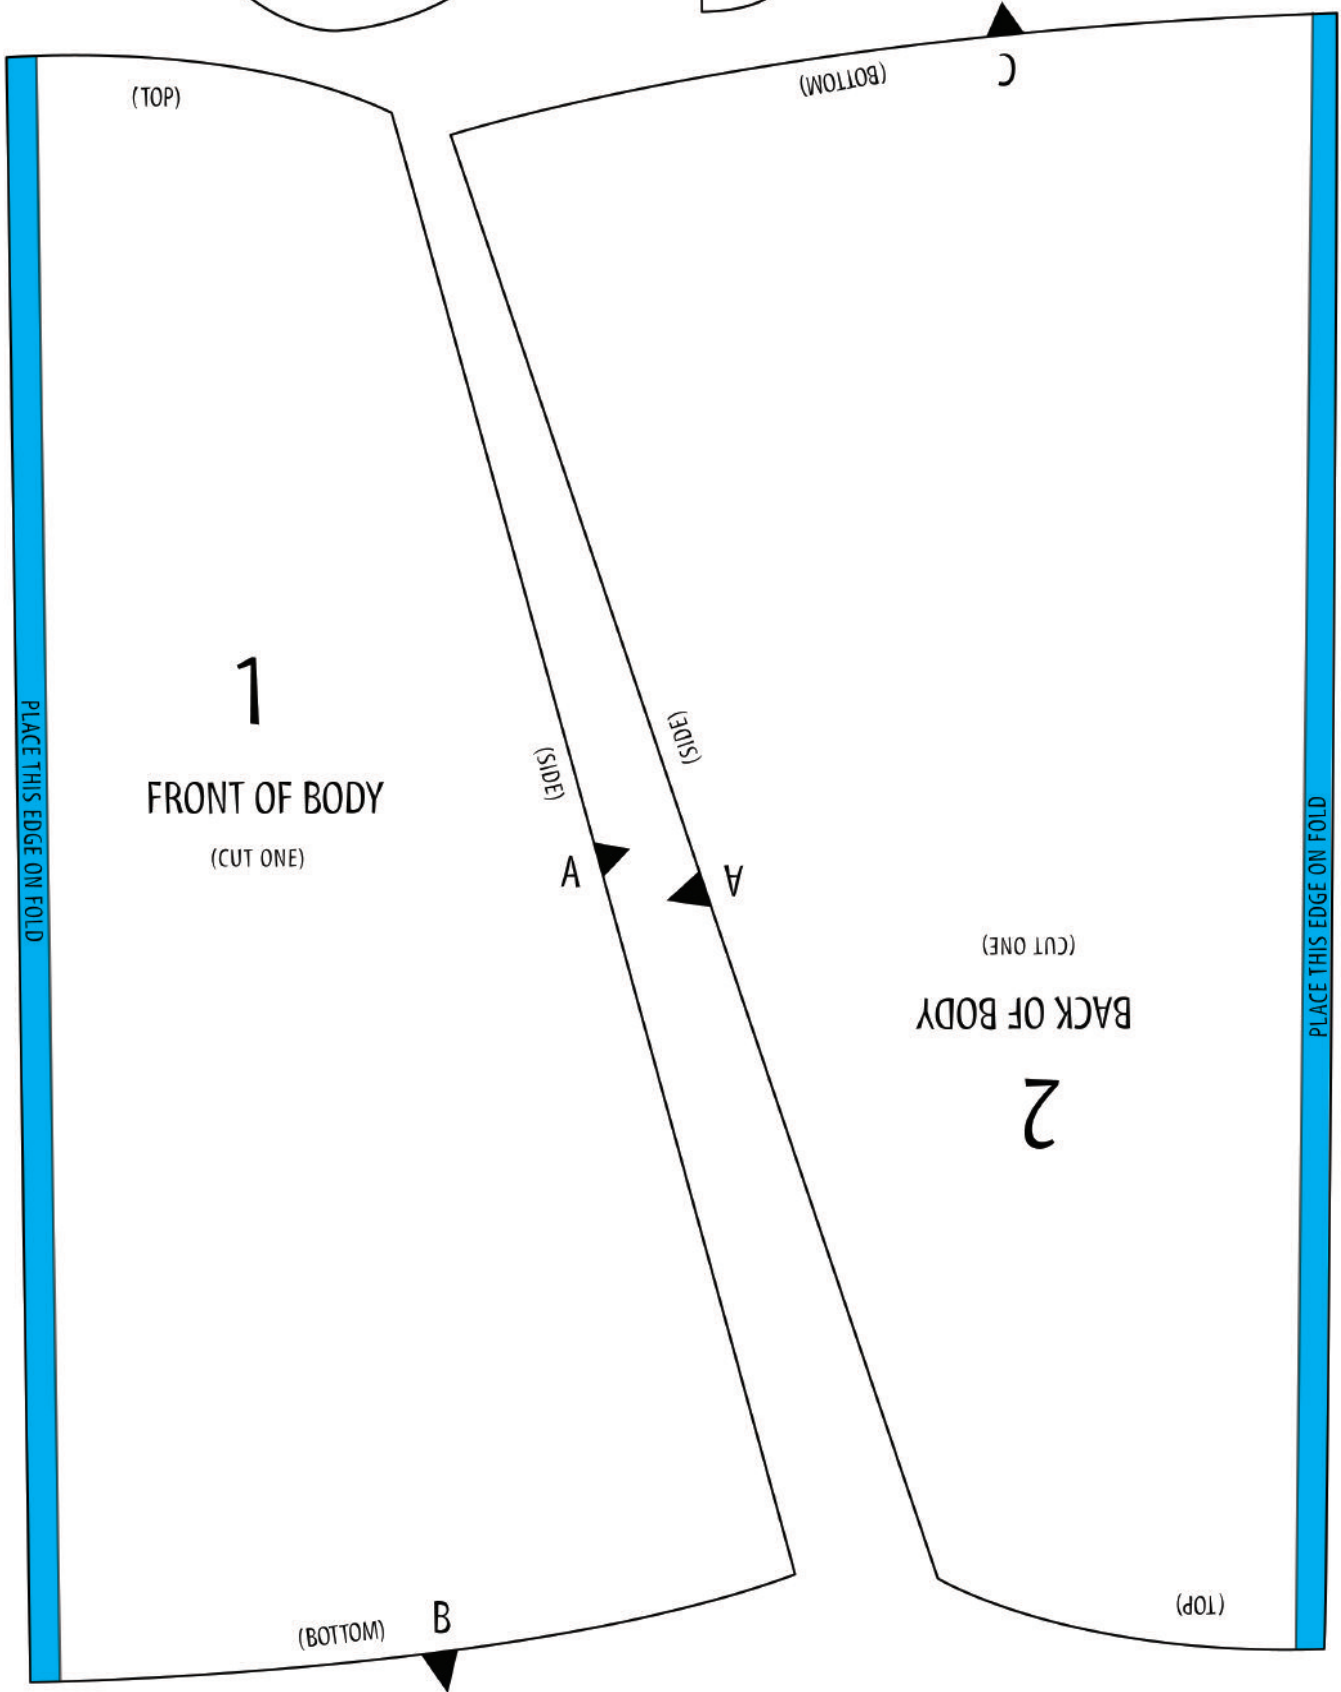 (TOP)
1
FRONT OF BODY
(CUT ONE)
PLACE THIS EDGE ON FOLD
(SIDE)
A
(BOTTOM)
B
C
(BOTTOM)
(SIDE)
A
2
BACK OF BODY
(CUT ONE)
PLACE THIS EDGE ON FOLD
(TOP)